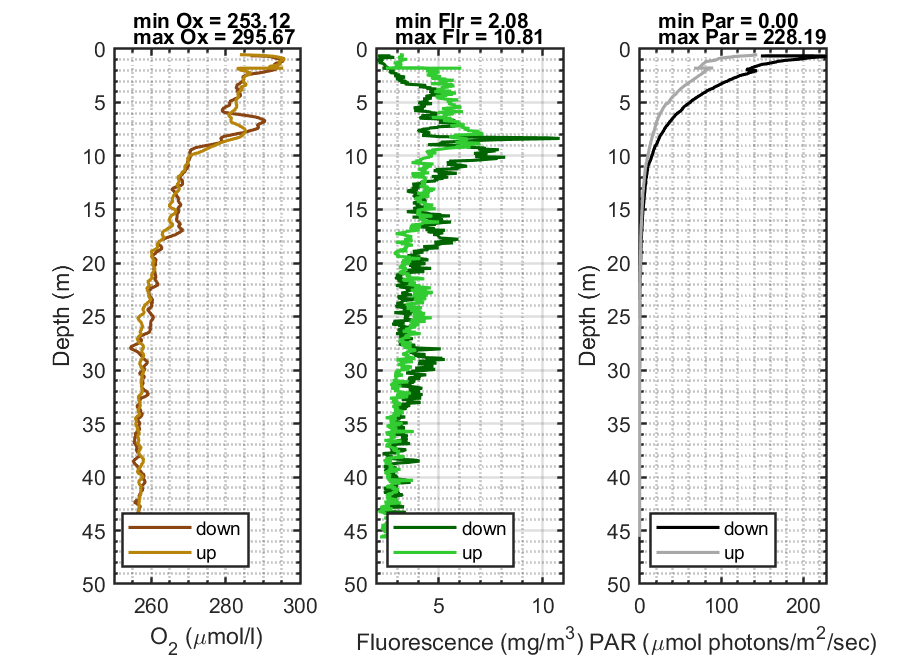 min Ox = 253.12
max Ox = 295.67
0
5
10
15
20
25
30
35
40
45
50
Depth (m)
260
280
300
O2 (μmol/l)
down
up
min Flr = 2.08
max Flr = 10.81
0
5
10
15
20
25
30
35
40
45
50
5
10
Fluorescence (mg/m3)
down
up
min Par = 0.00
max Par = 228.19
0
5
10
15
20
25
30
35
40
45
50
Depth (m)
0
100
200
PAR (μmol photons/m2/sec)
down
up